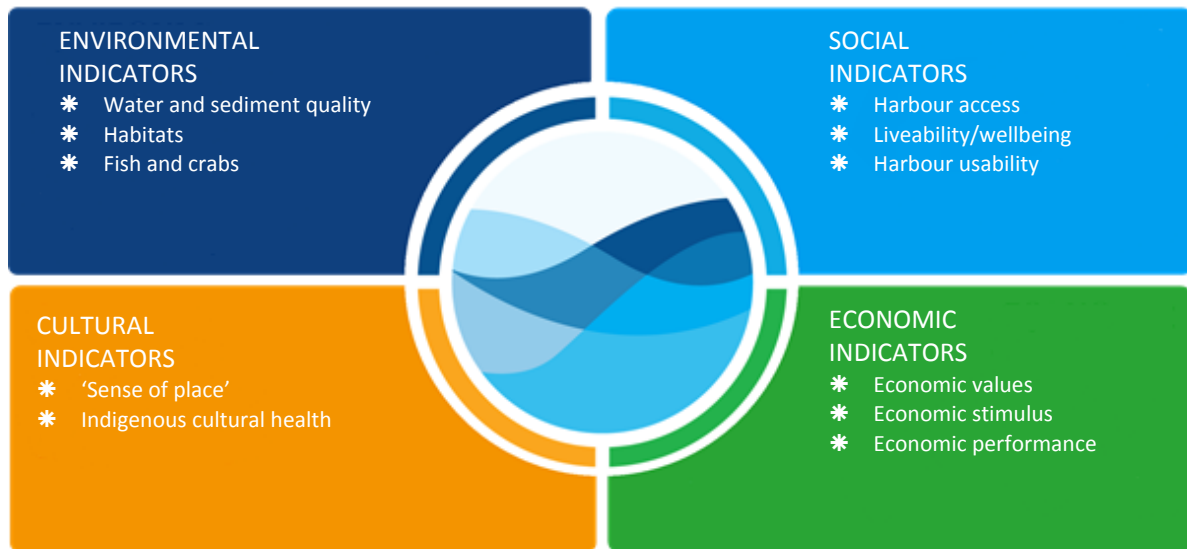 ENVIRONMENTAL
INDICATORS
✱ Water and sediment quality
✱ Habitats
✱ Fish and crabs
SOCIAL
INDICATORS
✱ Harbour access
✱ Liveability/wellbeing
✱ Harbour usability
CULTURAL
INDICATORS
✱ ‘Sense of place’
✱ Indigenous cultural health
ECONOMIC
INDICATORS
✱ Economic values
✱ Economic stimulus
✱ Economic performance